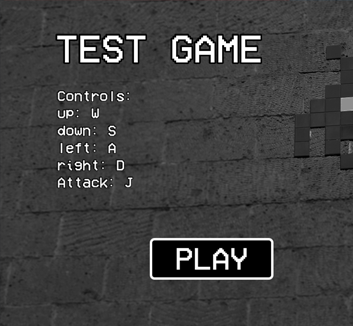 TEST GAME
Controls:
up: W
down: S
left: A
right: D
Attack: J
PLAY